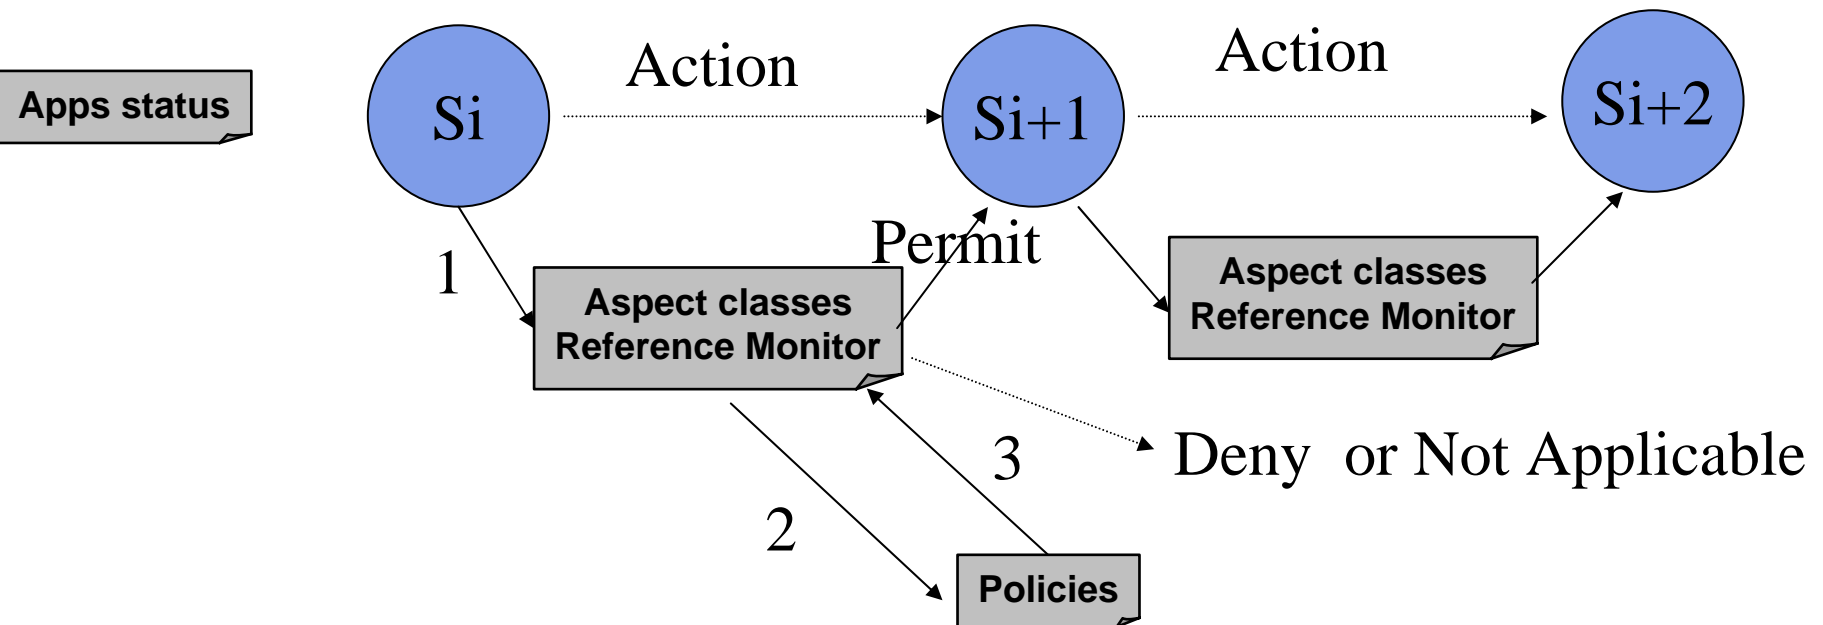 Action
Action
Apps status
Si
Si+1
Si+2
Permit
1
Aspect classes
Reference Monitor
Aspect classes
Reference Monitor
Deny or Not Applicable
3
2
Policies